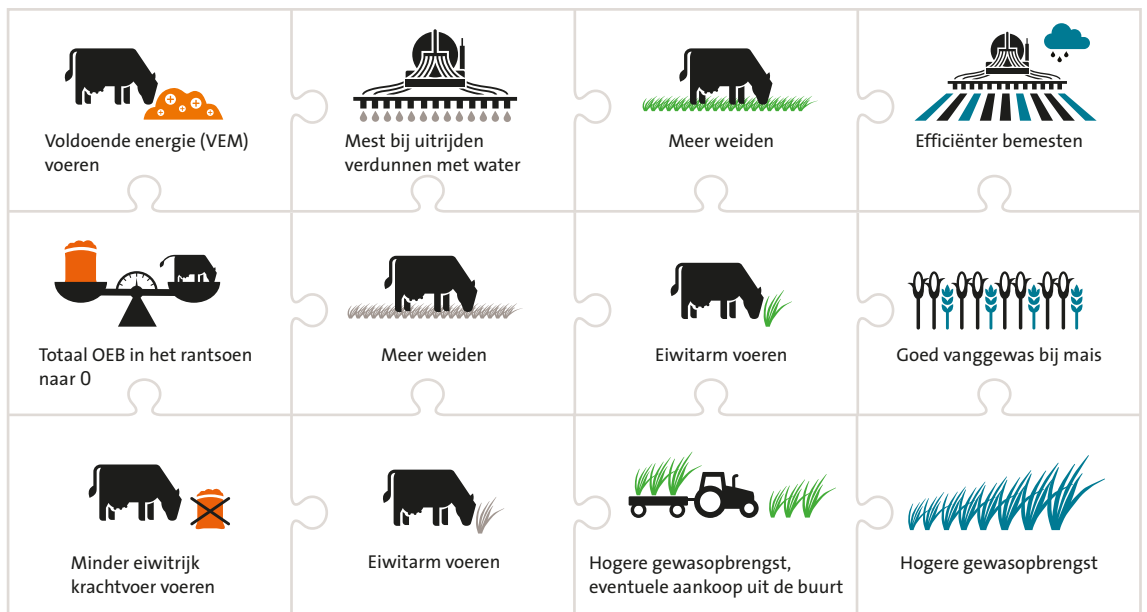 Voldoende energie (VEM)
voeren
Mest bij uitrijden
verdunnen met water
Meer weiden
Efficiënter bemesten
Totaal OEB in het rantsoen
naar 0
Meer weiden
Eiwitarm voeren
Goed vanggewas bij mais
Minder eiwitrijk
krachtvoer voeren
Eiwitarm voeren
Hogere gewasopbrengst,
eventuele aankoop uit de buurt
Hogere gewasopbrengst